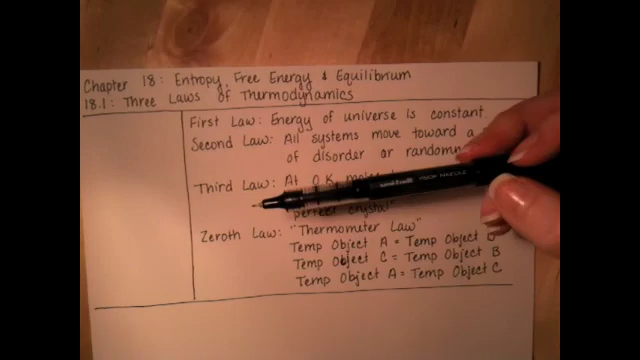 Chapter 18: Entropy, Free Energy & Equilibrium
18.1: Three Laws of Thermodynamics
First Law: Energy of universe is constant
Second Law: All systems move toward a
of disorder or
Third Law: At 0 K,
perfect crystal"
Zeroth Law: "Thermometer Law"
Temp Object A = Temp Object
Temp Object C = Temp Object B
Temp Object A = Temp Object C
uni-ball